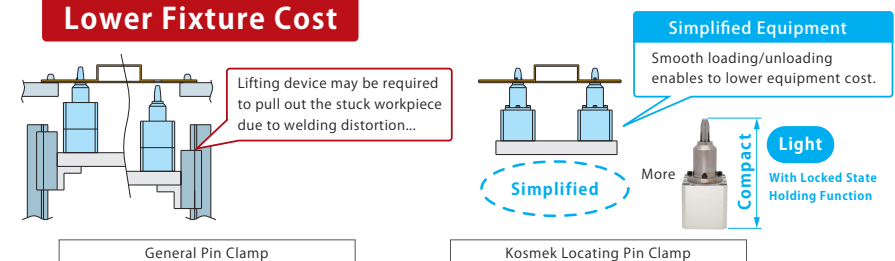 Lower Fixture Cost
Lifting device may be required
to pull out the stuck workpiece
due to welding distortion...
General Pin Clamp
Simplified Equipment
Smooth loading/unloading
enables to lower equipment cost.
Simplified
More
Compact
Light
With Locked State
Holding Function
Kosmek Locating Pin Clamp